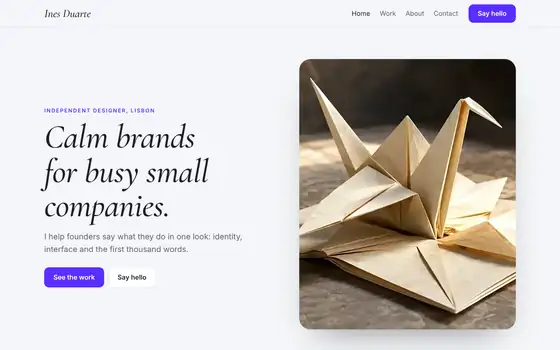 Ines Duarte
Home Work About Contact Say hello
INDEPENDENT DESIGNER, LISBON
Calm brands
for busy small
companies.
I help founders say what they do in one look: identity,
interface and the first thousand words.
See the work Say hello